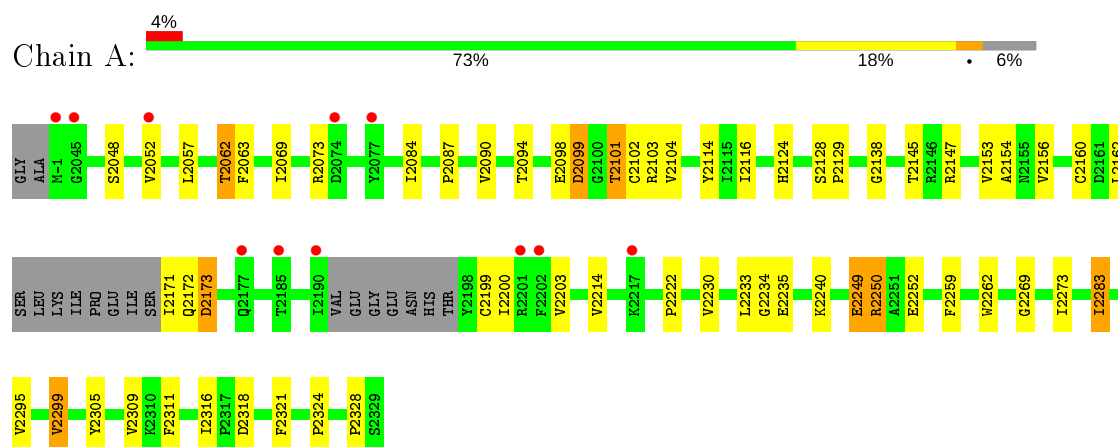 4%
Chain A:
73% 18% • 6%
GLY ALA M-1 G2045 S2048 V2052 L2057 T2062 F2063 I2069 R2073 D2074 Y2077 I2084 P2087 V2090 T2094 E2098 D2099 G2100 T2101 C2102 R2103 V2104 Y2114 I2115 I2116 H2124 S2128 P2129 G2138 T2145 R2146 R2147 V2153 A2154 N2155 V2156 C2160 D2161 L2162
SER LEU LYS ILE PRO GLU ILE SER I2171 Q2172 D2173 Q2177 T2185 I2190 VAL GLU GLY GLU ASN HIS THR Y2198 C2199 I2200 R2201 F2202 V2203 V2214 K2217 P2222 V2230 L2233 G2234 E2235 K2240 E2249 R2250 A2251 E2252 F2259 W2262 G2269 I2273 I2283
V2295 V2299 Y2305 V2309 K2310 F2311 I2316 P2317 D2318 F2321 P2324 P2328 S2329